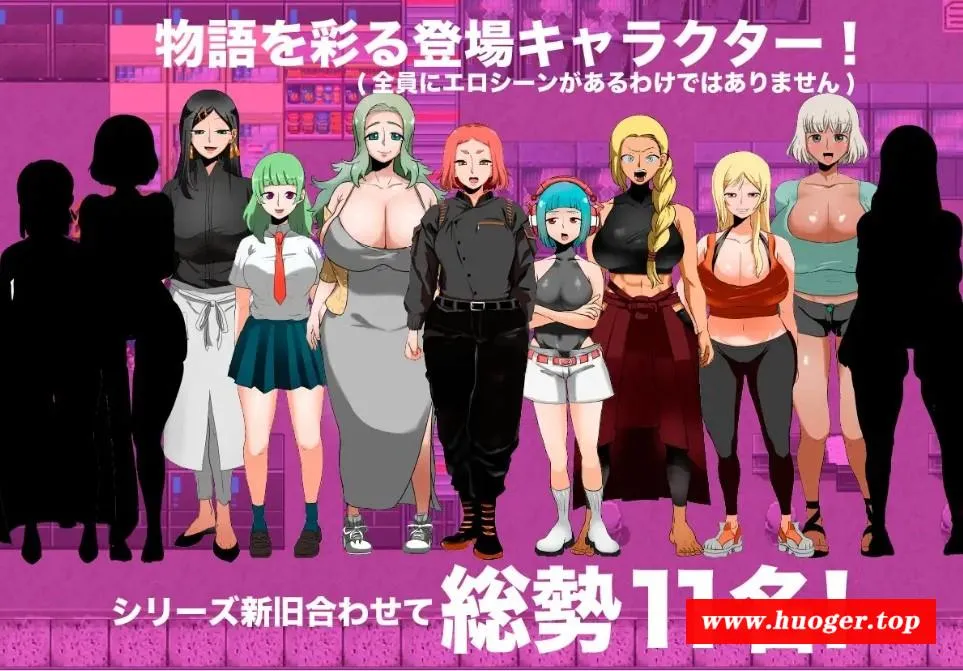 物語を彩る登場キャラクター！
(全員にエロシーンがあるわけではありません)
シリーズ新旧合わせて 総勢11名!
www.huoger.top